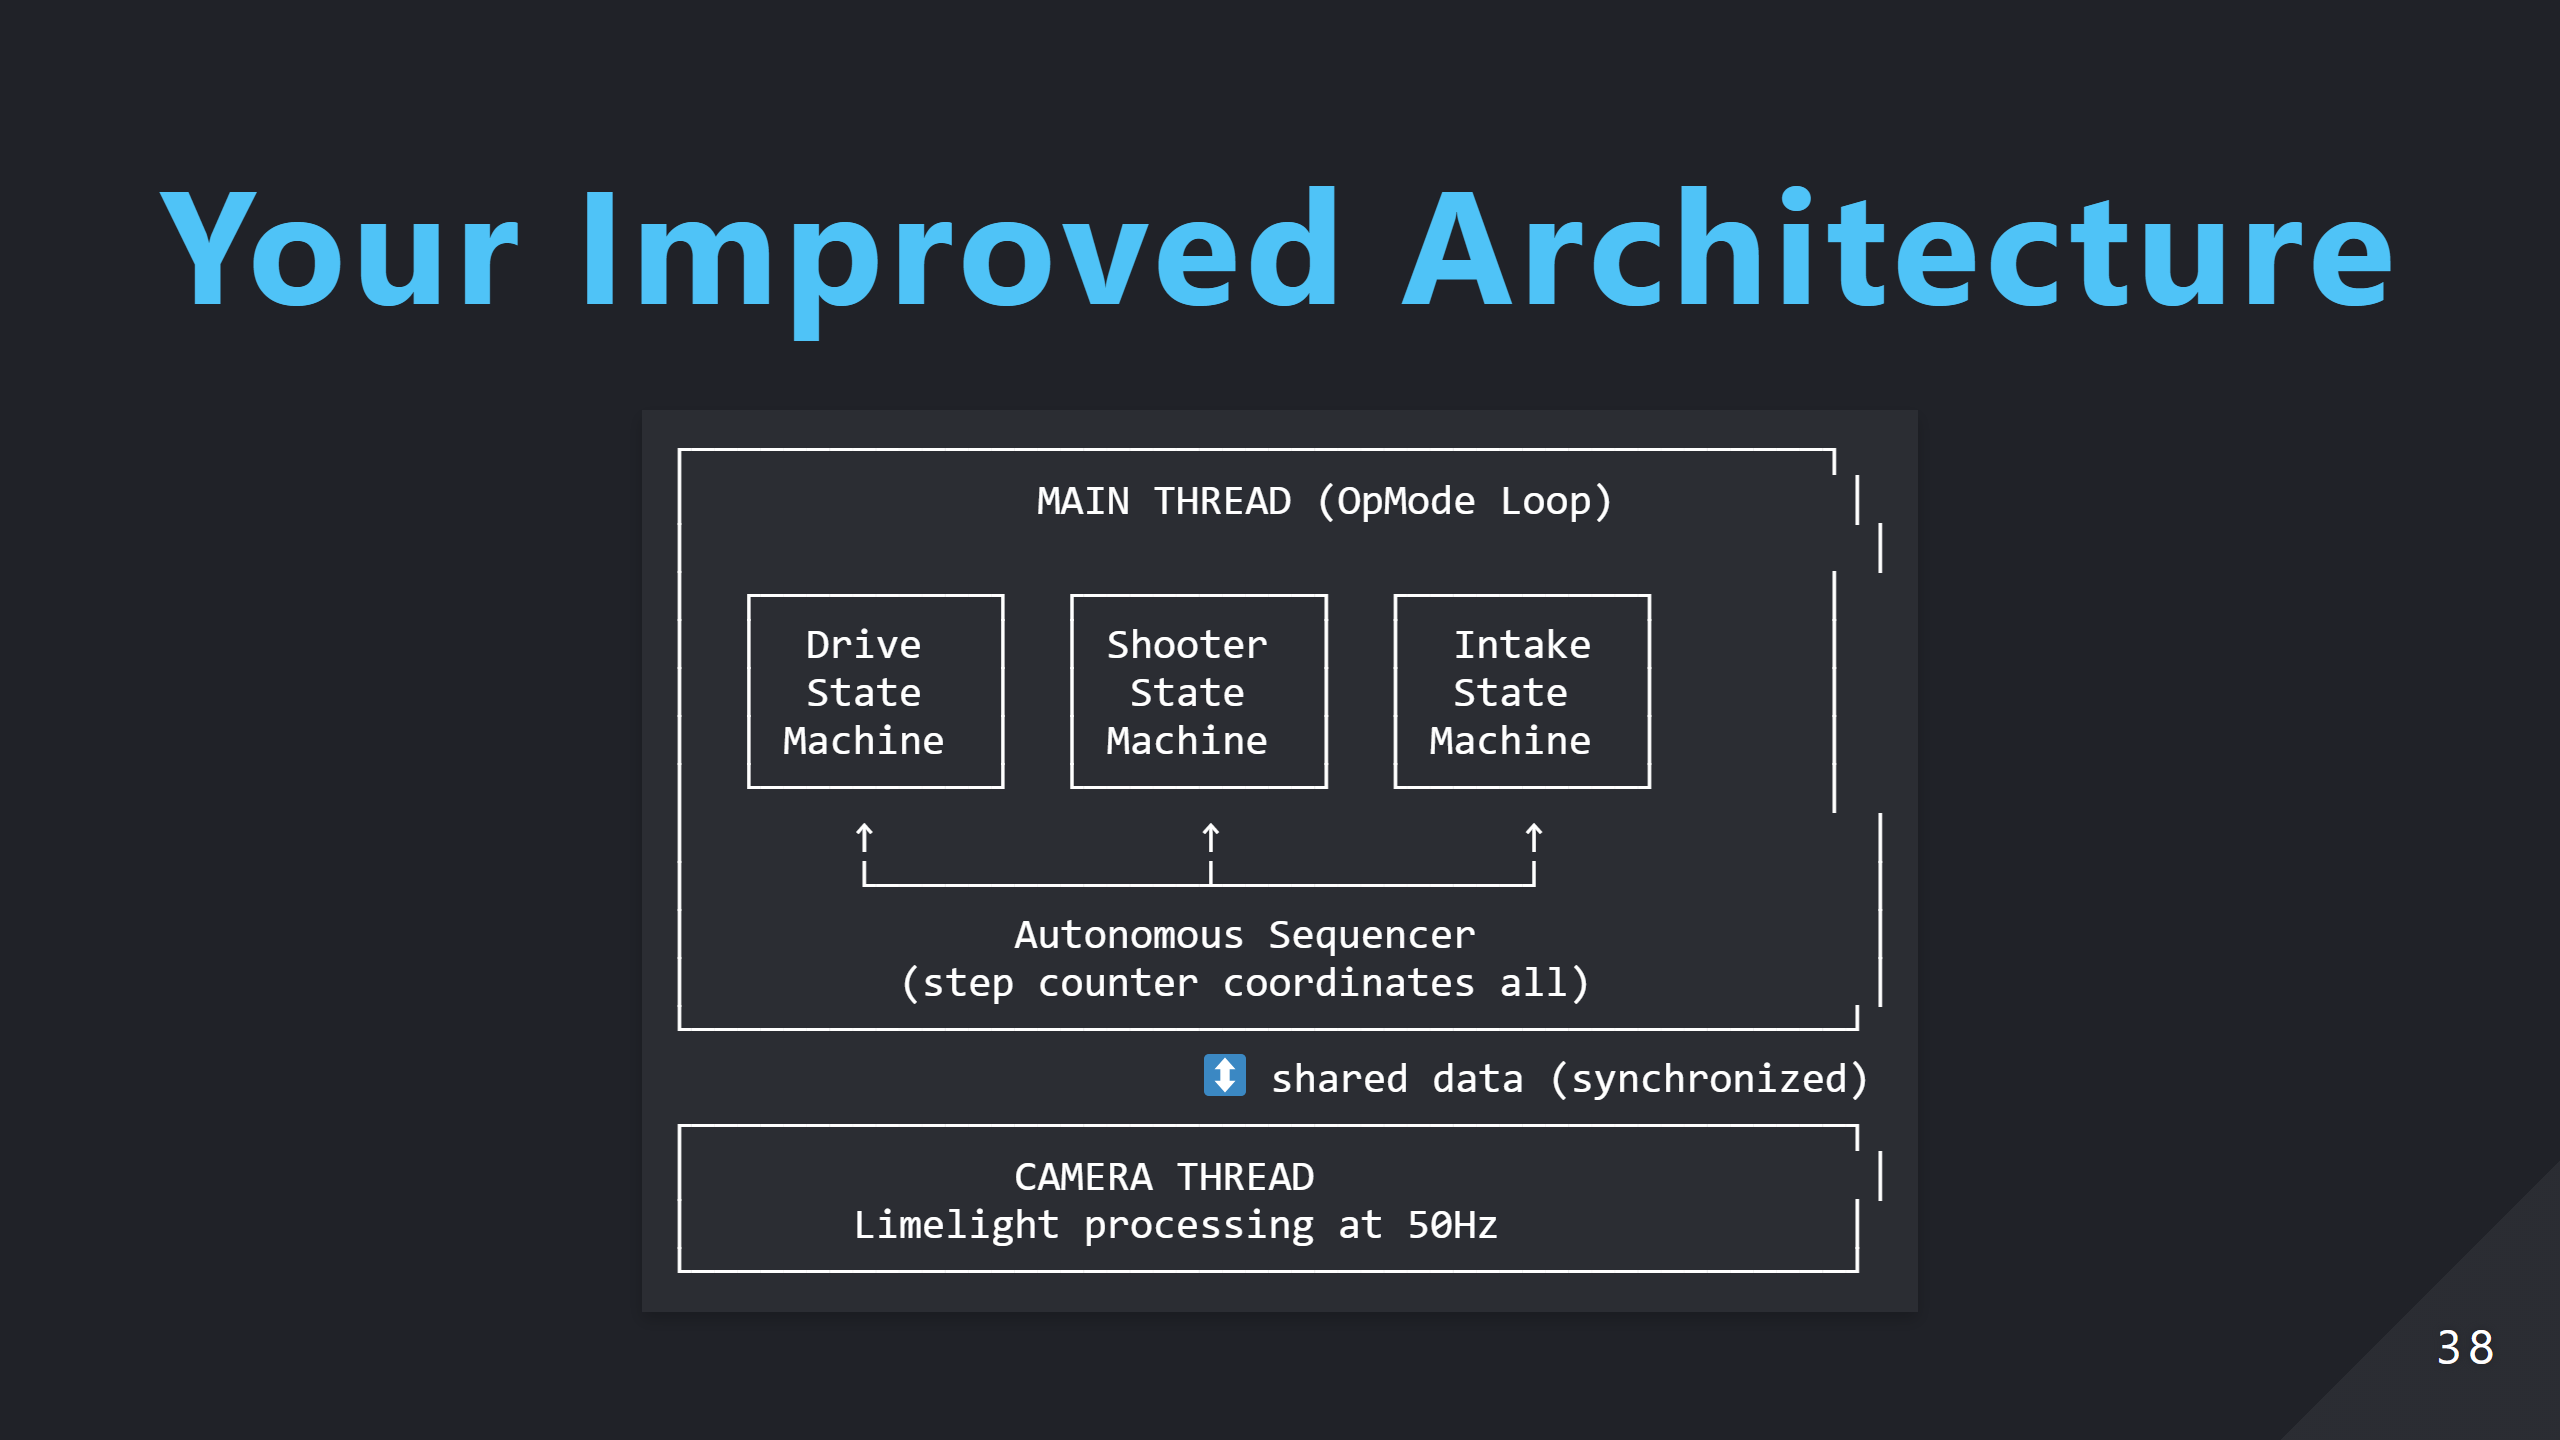 Your Improved Architecture
MAIN THREAD (OpMode Loop)
Drive Shooter Intake
State State State
Machine Machine Machine
↑ ↑ ↑
Autonomous Sequencer
(step counter coordinates all)
↕ shared data (synchronized)
CAMERA THREAD
Limelight processing at 50Hz
38